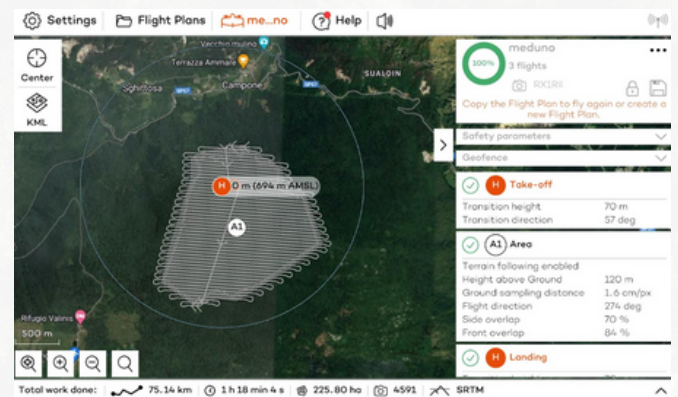 Settings Flight Plans me...no Help
Center
KML
Vecchio mulino
Terrazza Ammare
Sghittosa
SP57
Campone
SP57
SUALOIN
H 0 m (694 m AMSL)
A1
Rifugio Valinis
500 m
meduno
100%
3 flights
RX1RII
Copy the Flight Plan to fly again or create a
new Flight Plan.
Safety parameters
Geofence
H Take-off
Transition height 70 m
Transition direction 57 deg
A1 Area
Terrain following enabled
Height above Ground 120 m
Ground sampling distance 1.6 cm/px
Flight direction 274 deg
Side overlap 70 %
Front overlap 84 %
H Landing
Total work done: 75.14 km 1 h 18 min 4 s 225.80 ha 4591 SRTM